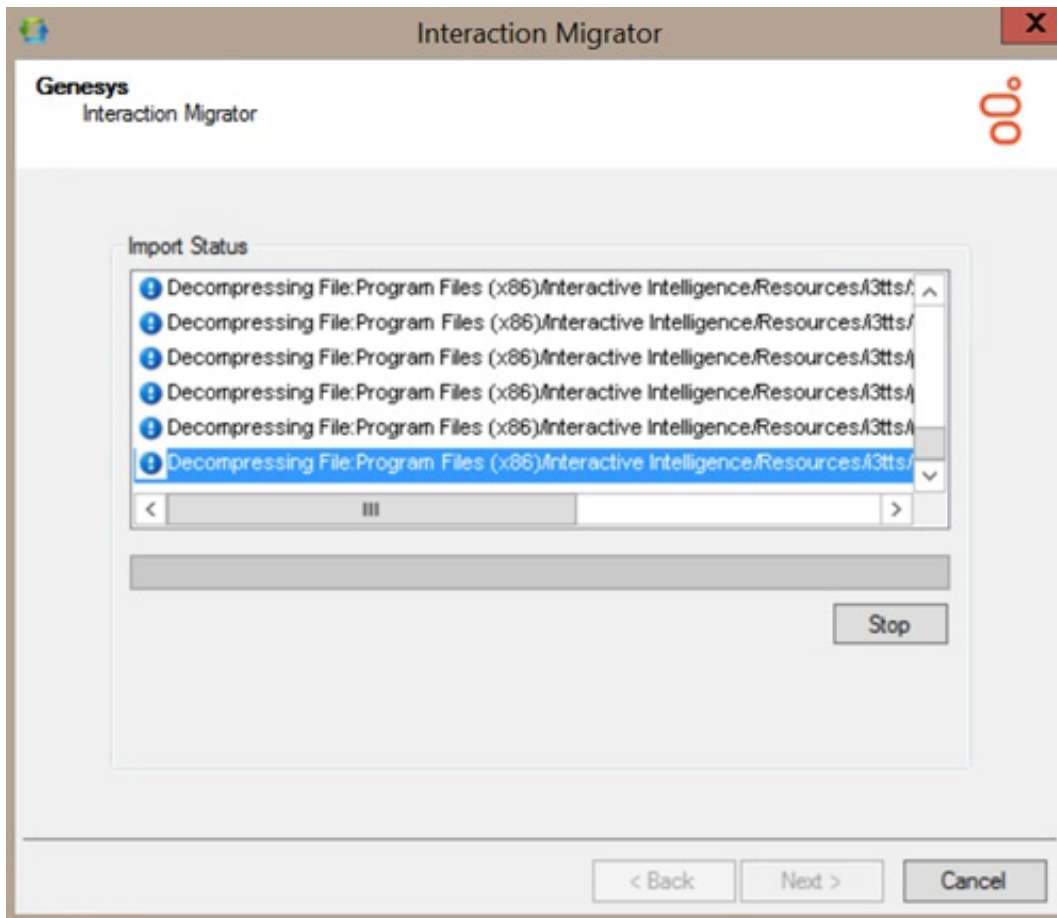 Interaction Migrator
X
Genesys
Interaction Migrator
Import Status
Decompressing File:Program Files (x86)/Interactive Intelligence/Resources/i3tts/
Decompressing File:Program Files (x86)/Interactive Intelligence/Resources/i3tts/
Decompressing File:Program Files (x86)/Interactive Intelligence/Resources/i3tts/
Decompressing File:Program Files (x86)/Interactive Intelligence/Resources/i3tts/
Decompressing File:Program Files (x86)/Interactive Intelligence/Resources/i3tts/
Decompressing File:Program Files (x86)/Interactive Intelligence/Resources/i3tts/
Stop
< Back
Next >
Cancel